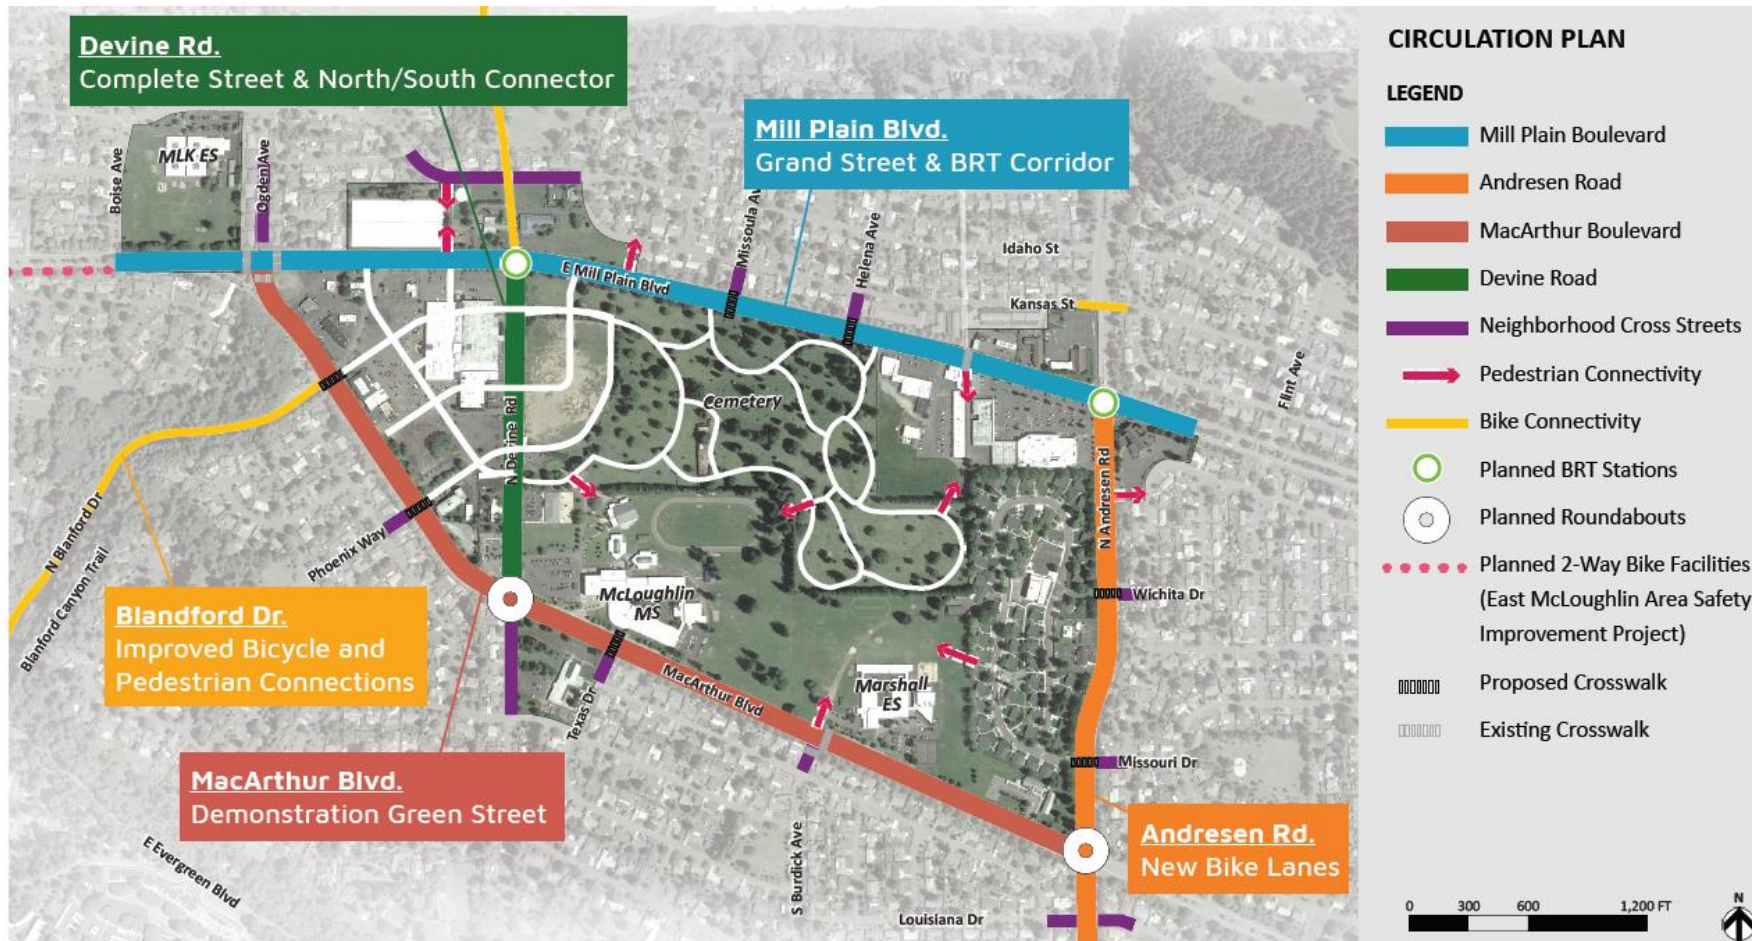 Devine Rd.
Complete Street & North/South Connector
Mill Plain Blvd.
Grand Street & BRT Corridor
MLK ES
Boise Ave
Ogden Ave
Missoula Av
Helena Ave
Idaho St
Kansas St
Flint Ave
E Mill Plain Blvd
Cemetery
N Devine Rd
N Andresen Rd
N Blanford Dr
Blanford Canyon Trail
Phoenix Way
McLoughlin
MS
Wichita Dr
Blandford Dr.
Improved Bicycle and
Pedestrian Connections
MacArthur Blvd
Marshall
ES
Texas Dr
Missouri Dr
MacArthur Blvd.
Demonstration Green Street
Andresen Rd.
New Bike Lanes
E Evergreen Blvd
S Burdick Ave
Louisiana Dr
CIRCULATION PLAN
LEGEND
Mill Plain Boulevard
Andresen Road
MacArthur Boulevard
Devine Road
Neighborhood Cross Streets
Pedestrian Connectivity
Bike Connectivity
Planned BRT Stations
Planned Roundabouts
Planned 2-Way Bike Facilities
(East McLoughlin Area Safety
Improvement Project)
Proposed Crosswalk
Existing Crosswalk
0 300 600 1,200 FT
N